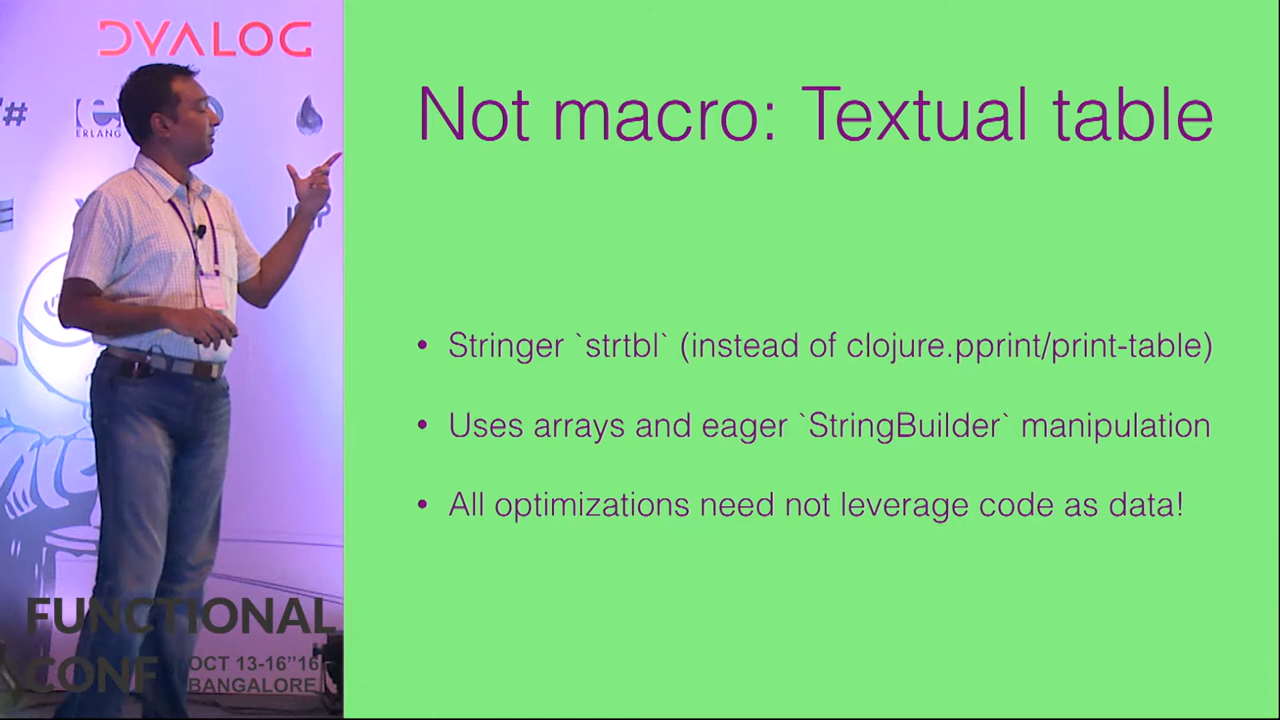 DYALOG
#
ERLANG
Not macro: Textual table
• Stringer `strtbl` (instead of clojure.pprint/print-table)
• Uses arrays and eager `StringBuilder` manipulation
• All optimizations need not leverage code as data!
FUNCTIONAL
CONF
OCT 13-16”16
BANGALORE